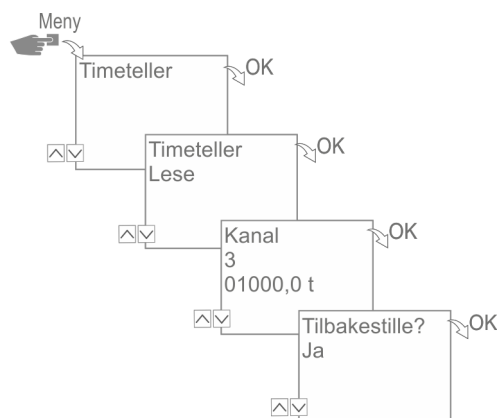 Meny
Timeteller
OK
Timeteller
Lese
OK
Kanal
3
01000,0 t
OK
Tilbakestille?
Ja
OK